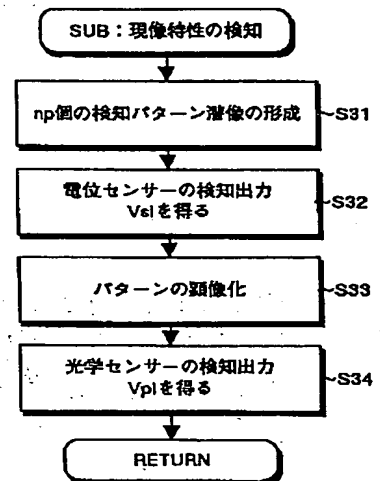 SUB：現像特性の検知
np個の検知パターン潜像の形成
S31
電位センサーの検知出力
Vsiを得る
S32
パターンの顕像化
S33
光学センサーの検知出力
Vpiを得る
S34
RETURN